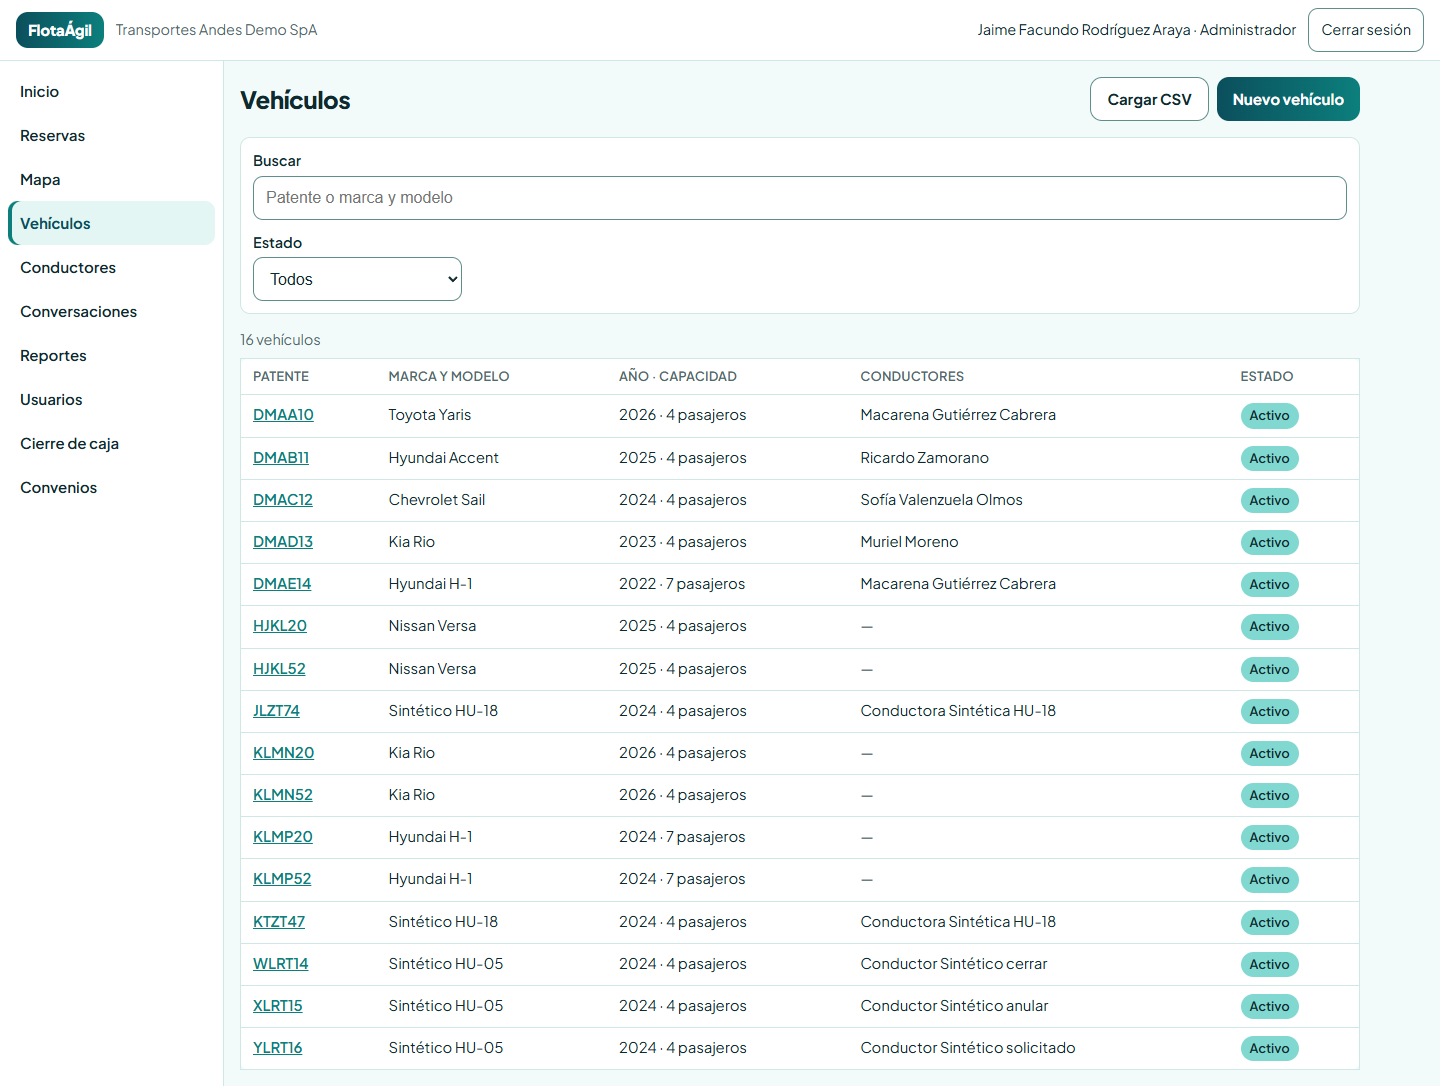 FlotaÁgil Transportes Andes Demo SpA Jaime Facundo Rodríguez Araya · Administrador Cerrar sesión
Inicio
Reservas
Mapa
Vehículos
Conductores
Conversaciones
Reportes
Usuarios
Cierre de caja
Convenios
Vehículos Cargar CSV Nuevo vehículo
Buscar
Patente o marca y modelo
Estado
Todos
16 vehículos
PATENTE MARCA Y MODELO AÑO · CAPACIDAD CONDUCTORES ESTADO
DMAA10 Toyota Yaris 2026 · 4 pasajeros Macarena Gutiérrez Cabrera Activo
DMAB11 Hyundai Accent 2025 · 4 pasajeros Ricardo Zamorano Activo
DMAC12 Chevrolet Sail 2024 · 4 pasajeros Sofía Valenzuela Olmos Activo
DMAD13 Kia Rio 2023 · 4 pasajeros Muriel Moreno Activo
DMAE14 Hyundai H-1 2022 · 7 pasajeros Macarena Gutiérrez Cabrera Activo
HJKL20 Nissan Versa 2025 · 4 pasajeros — Activo
HJKL52 Nissan Versa 2025 · 4 pasajeros — Activo
JLZT74 Sintético HU-18 2024 · 4 pasajeros Conductora Sintética HU-18 Activo
KLMN20 Kia Rio 2026 · 4 pasajeros — Activo
KLMN52 Kia Rio 2026 · 4 pasajeros — Activo
KLMP20 Hyundai H-1 2024 · 7 pasajeros — Activo
KLMP52 Hyundai H-1 2024 · 7 pasajeros — Activo
KTZT47 Sintético HU-18 2024 · 4 pasajeros Conductora Sintética HU-18 Activo
WLRT14 Sintético HU-05 2024 · 4 pasajeros Conductor Sintético cerrar Activo
XLRT15 Sintético HU-05 2024 · 4 pasajeros Conductor Sintético anular Activo
YLRT16 Sintético HU-05 2024 · 4 pasajeros Conductor Sintético solicitado Activo